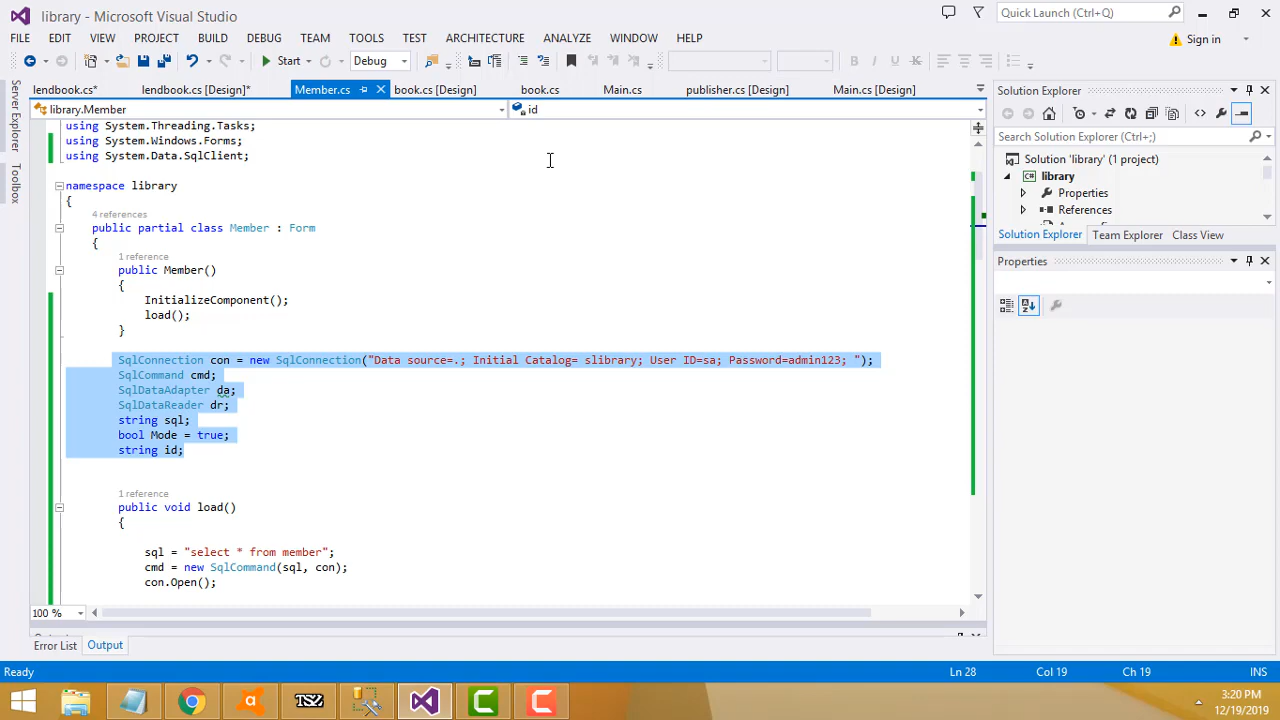 library - Microsoft Visual Studio
Quick Launch (Ctrl+Q)
FILE EDIT VIEW PROJECT BUILD DEBUG TEAM TOOLS TEST ARCHITECTURE ANALYZE WINDOW HELP
Sign in
Start Debug
lendbook.cs* lendbook.cs [Design]* Member.cs book.cs [Design] book.cs Main.cs publisher.cs [Design] Main.cs [Design]
library.Member id
using System.Threading.Tasks;
using System.Windows.Forms;
using System.Data.SqlClient;
namespace library
{
4 references
public partial class Member : Form
{
1 reference
public Member()
{
InitializeComponent();
load();
}
SqlConnection con = new SqlConnection("Data source=.; Initial Catalog= slibrary; User ID=sa; Password=admin123; ");
SqlCommand cmd;
SqlDataAdapter da;
SqlDataReader dr;
string sql;
bool Mode = true;
string id;
1 reference
public void load()
{
sql = "select * from member";
cmd = new SqlCommand(sql, con);
con.Open();
100 %
Error List Output
Ready
Ln 28 Col 19 Ch 19 INS
Server Explorer
Toolbox
Solution Explorer
Search Solution Explorer (Ctrl+;)
Solution 'library' (1 project)
C# library
Properties
References
Solution Explorer Team Explorer Class View
Properties
TSZ
3:20 PM
12/19/2019